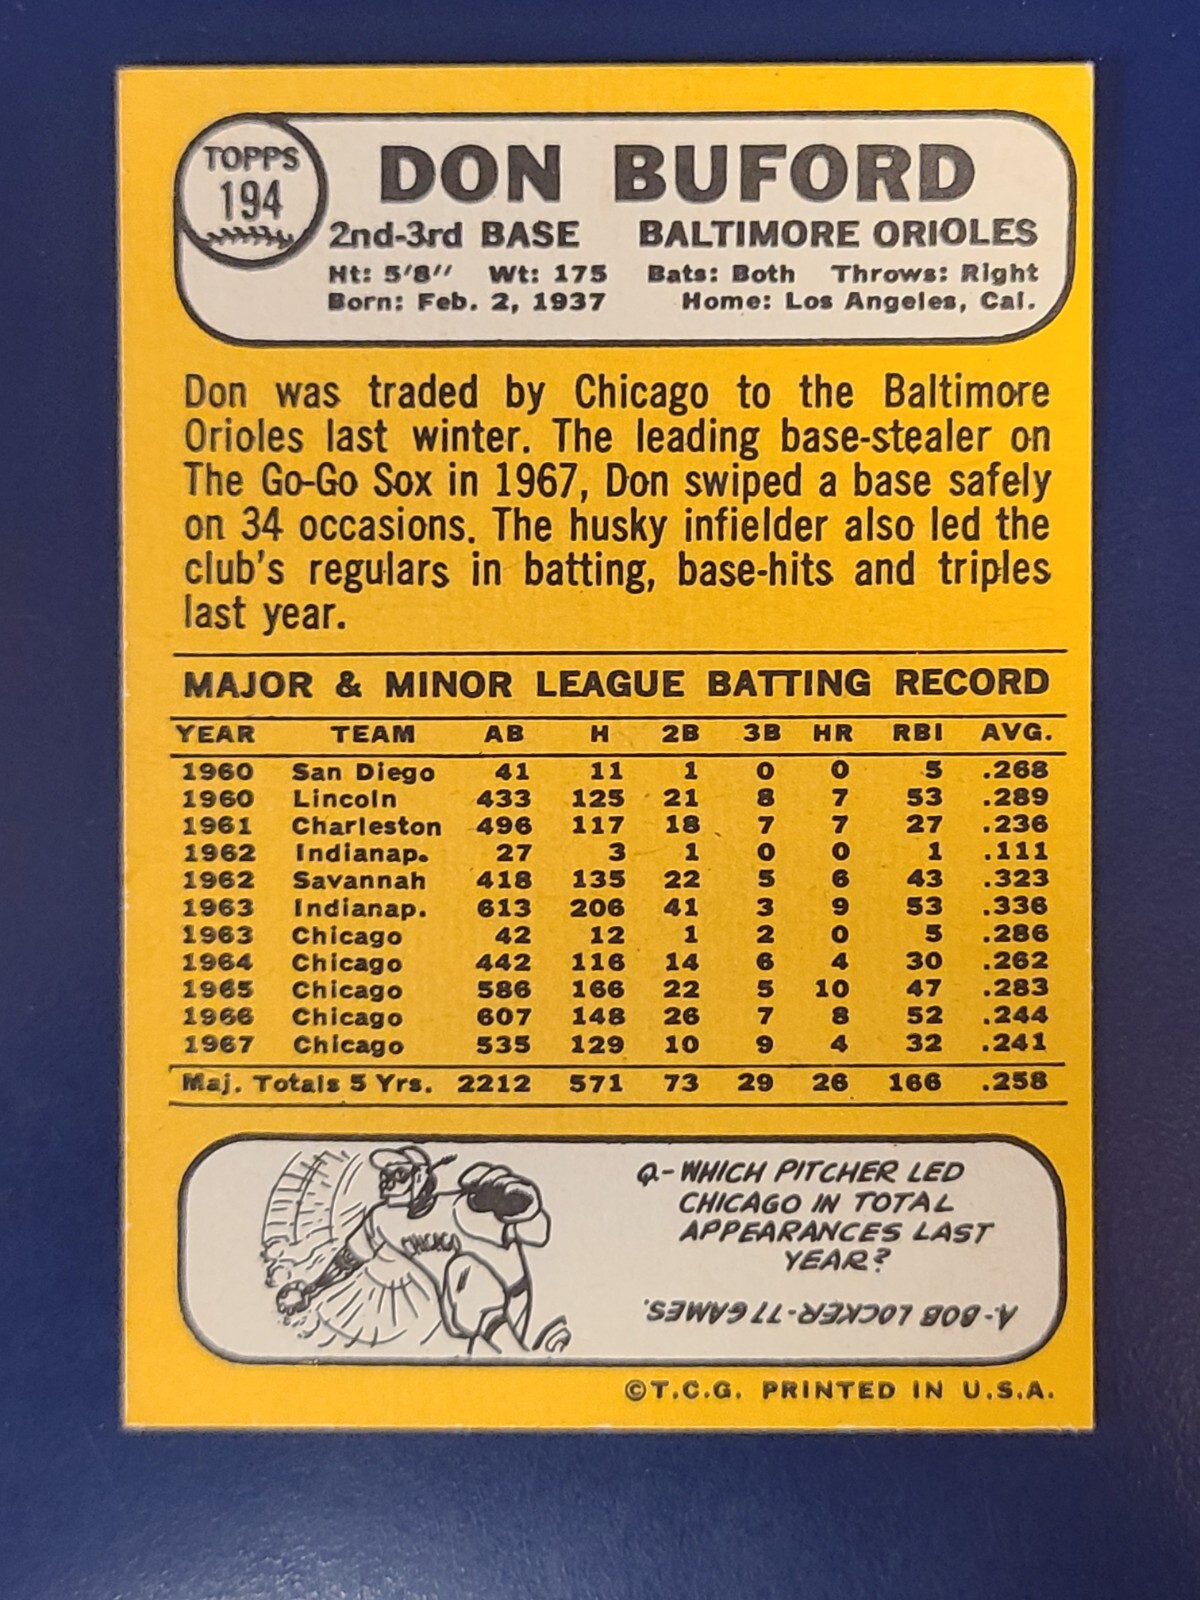 TOPPS
194
DON BUFORD
2nd-3rd BASE BALTIMORE ORIOLES
Ht: 5'8" Wt: 175 Bats: Both Throws: Right
Born: Feb. 2, 1937 Home: Los Angeles, Cal.
Don was traded by Chicago to the Baltimore
Orioles last winter. The leading base-stealer on
The Go-Go Sox in 1967, Don swiped a base safely
on 34 occasions. The husky infielder also led the
club's regulars in batting, base-hits and triples
last year.
MAJOR & MINOR LEAGUE BATTING RECORD
YEAR TEAM AB H 2B 3B HR RBI AVG.
1960 San Diego 41 11 1 0 0 5 .268
1960 Lincoln 433 125 21 8 7 53 .289
1961 Charleston 496 117 18 7 7 27 .236
1962 Indianap. 27 3 1 0 0 1 .111
1962 Savannah 418 135 22 5 6 43 .323
1963 Indianap. 613 206 41 3 9 53 .336
1963 Chicago 42 12 1 2 0 5 .286
1964 Chicago 442 116 14 6 4 30 .262
1965 Chicago 586 166 22 5 10 47 .283
1966 Chicago 607 148 26 7 8 52 .244
1967 Chicago 535 129 10 9 4 32 .241
Maj. Totals 5 Yrs. 2212 571 73 29 26 166 .258
CHICAGO
Q-WHICH PITCHER LED
CHICAGO IN TOTAL
APPEARANCES LAST
YEAR?
A-BOB LOCKER-77 GAMES.
©T.C.G. PRINTED IN U.S.A.